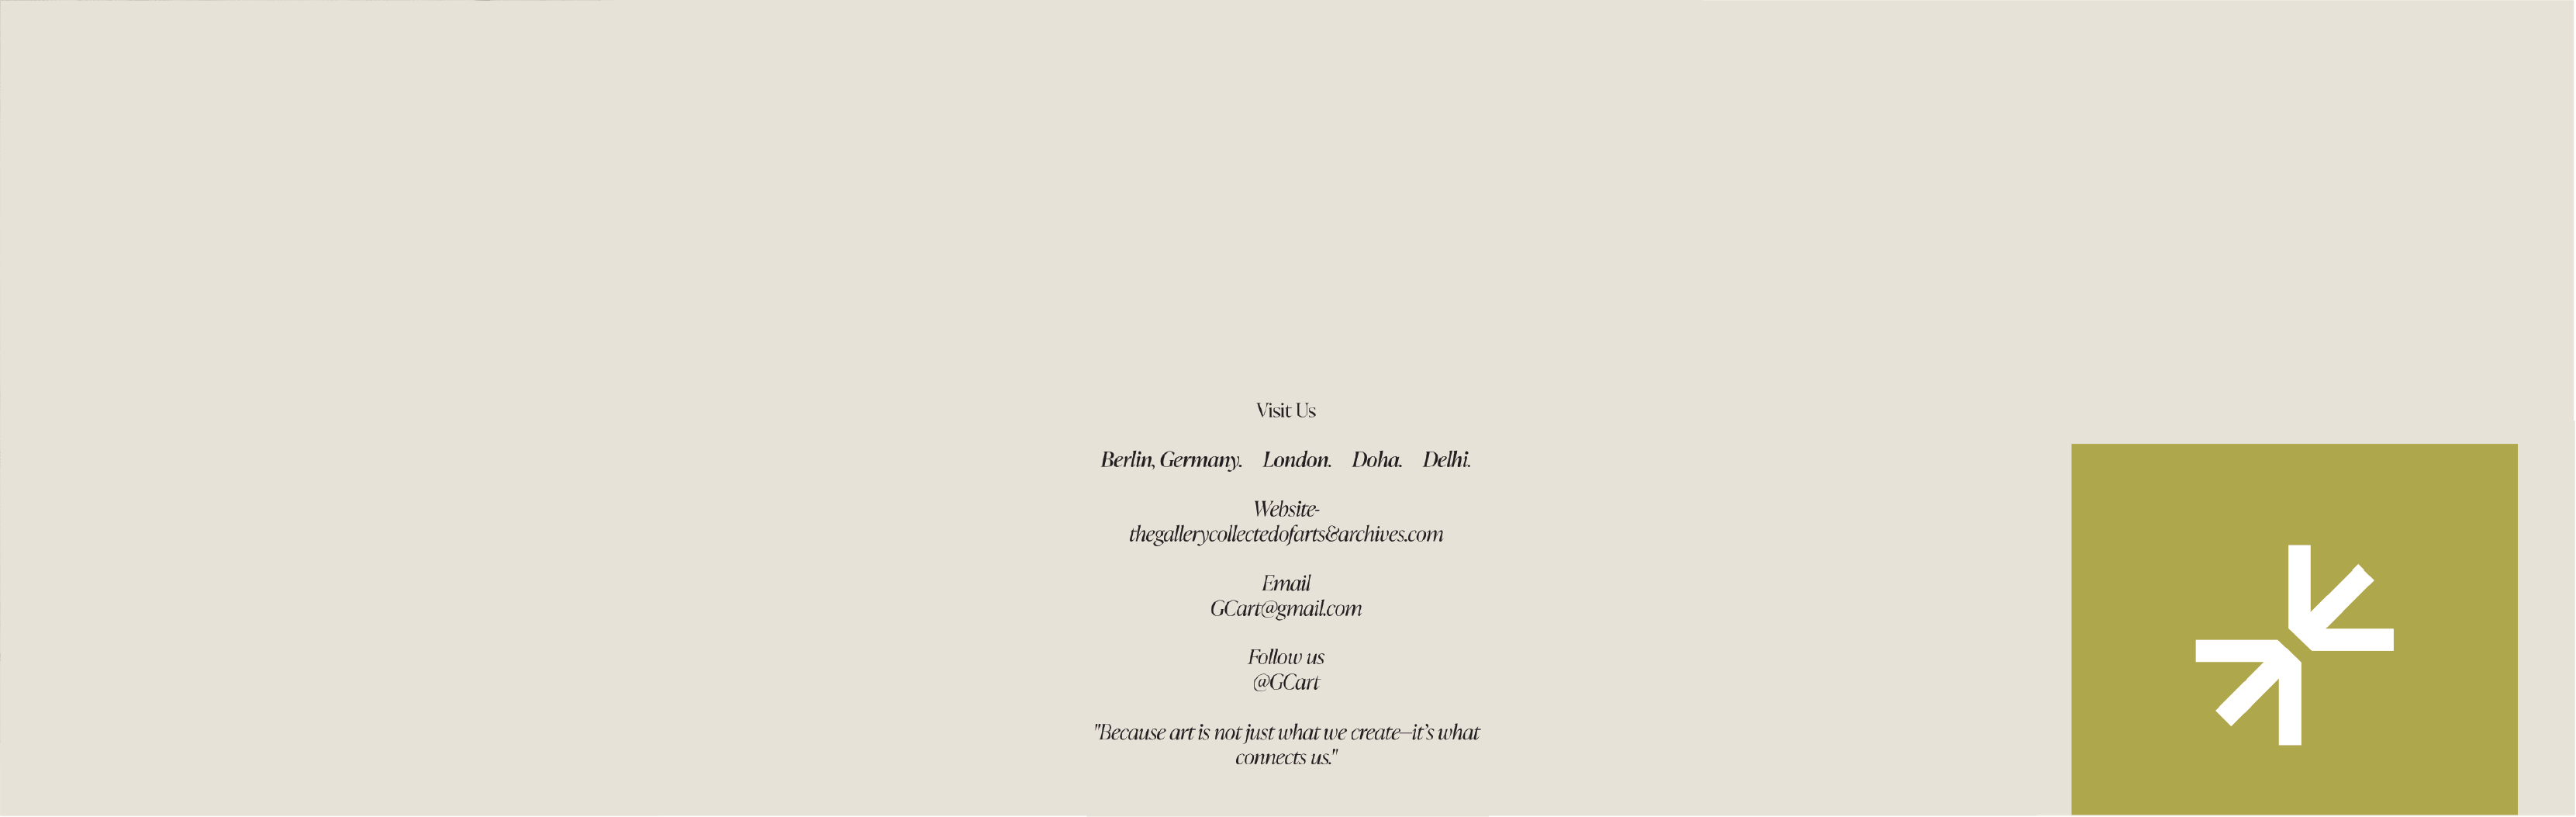 Visit Us
Berlin, Germany. London. Doha. Delhi.
Website-
thegallerycollectedofarts&archives.com
Email
GCart@gmail.com
Follow us
@GCart
"Because art is not just what we create—it’s what
connects us."